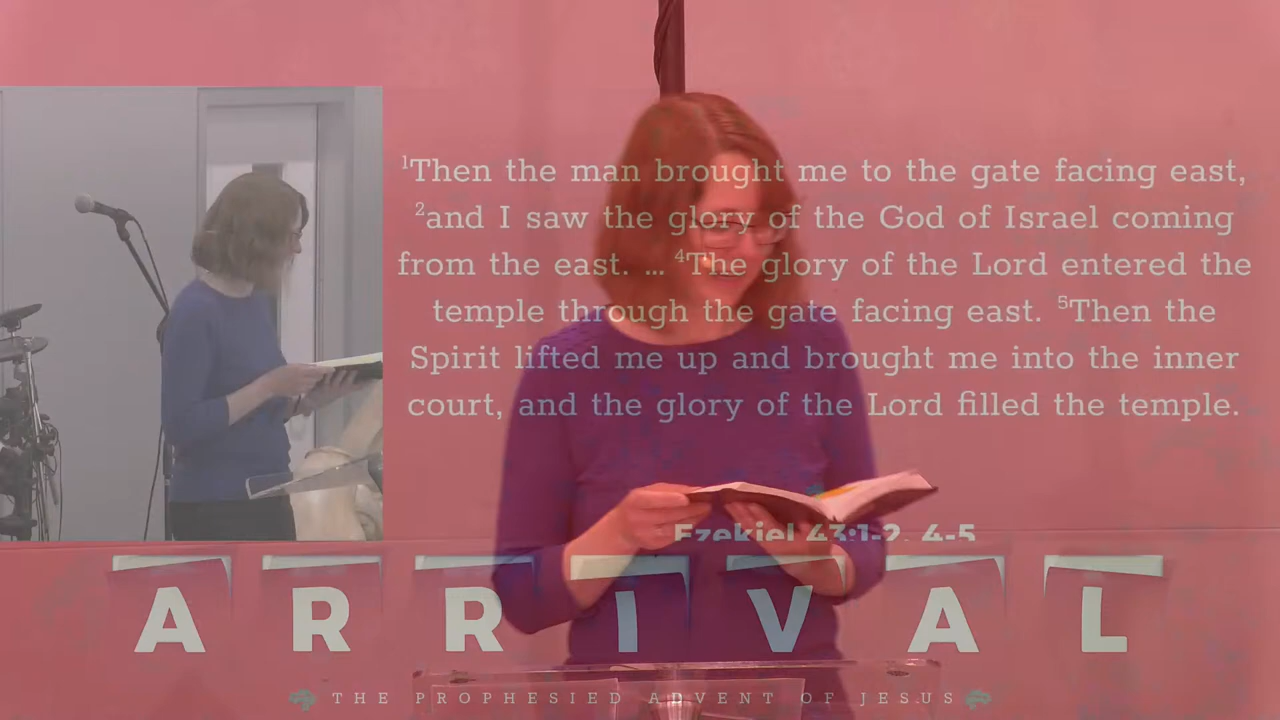 ¹Then the man brought me to the gate facing east,
²and I saw the glory of the God of Israel coming
from the east. ... ⁴The glory of the Lord entered the
temple through the gate facing east. ⁵Then the
Spirit lifted me up and brought me into the inner
court, and the glory of the Lord filled the temple.
Ezekiel 43:1-2, 4-5
ARRIVAL
THE PROPHESIED ADVENT OF JESUS